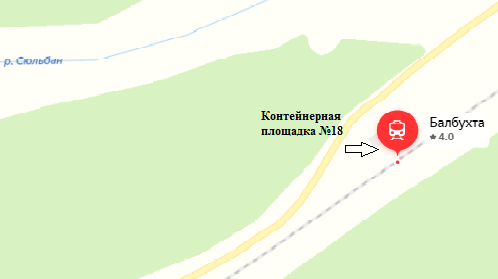 р. Сюльбан
Контейнерная
площадка №18
Балбухта
★ 4.0